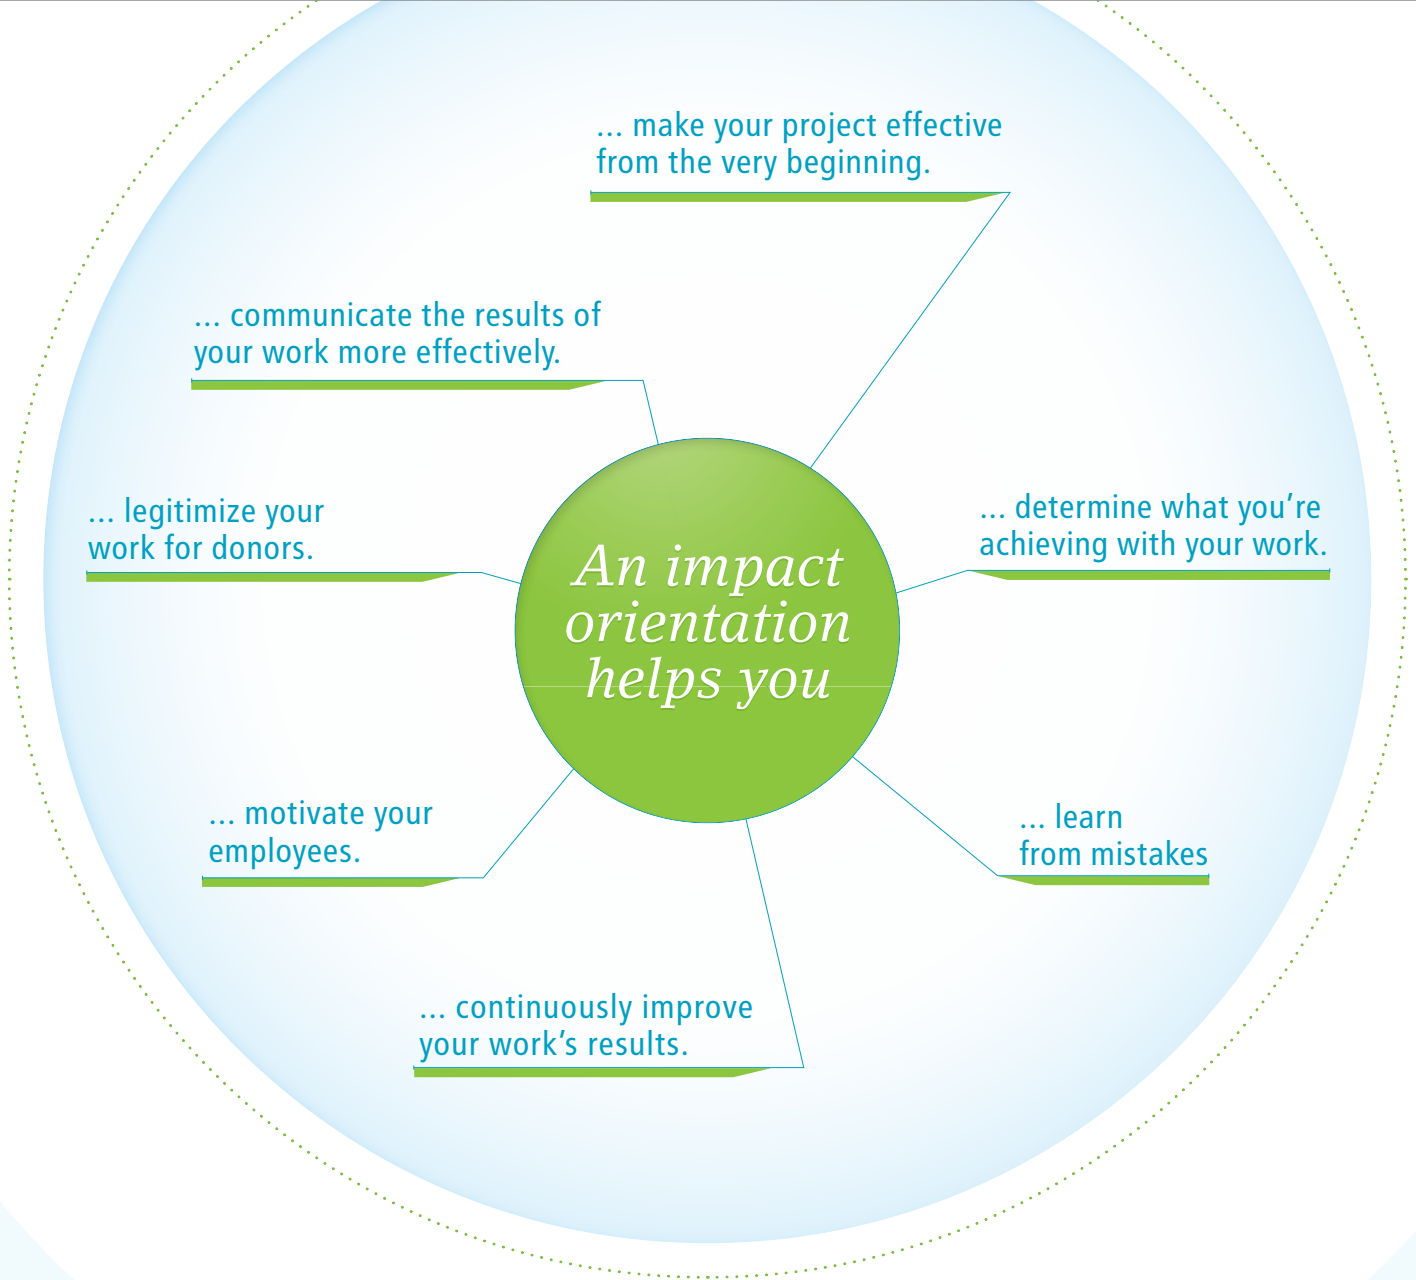 ... make your project effective
from the very beginning.
... communicate the results of
your work more effectively.
... legitimize your
work for donors.
... determine what you’re
achieving with your work.
An impact
orientation
helps you
... motivate your
employees.
... learn
from mistakes
... continuously improve
your work’s results.